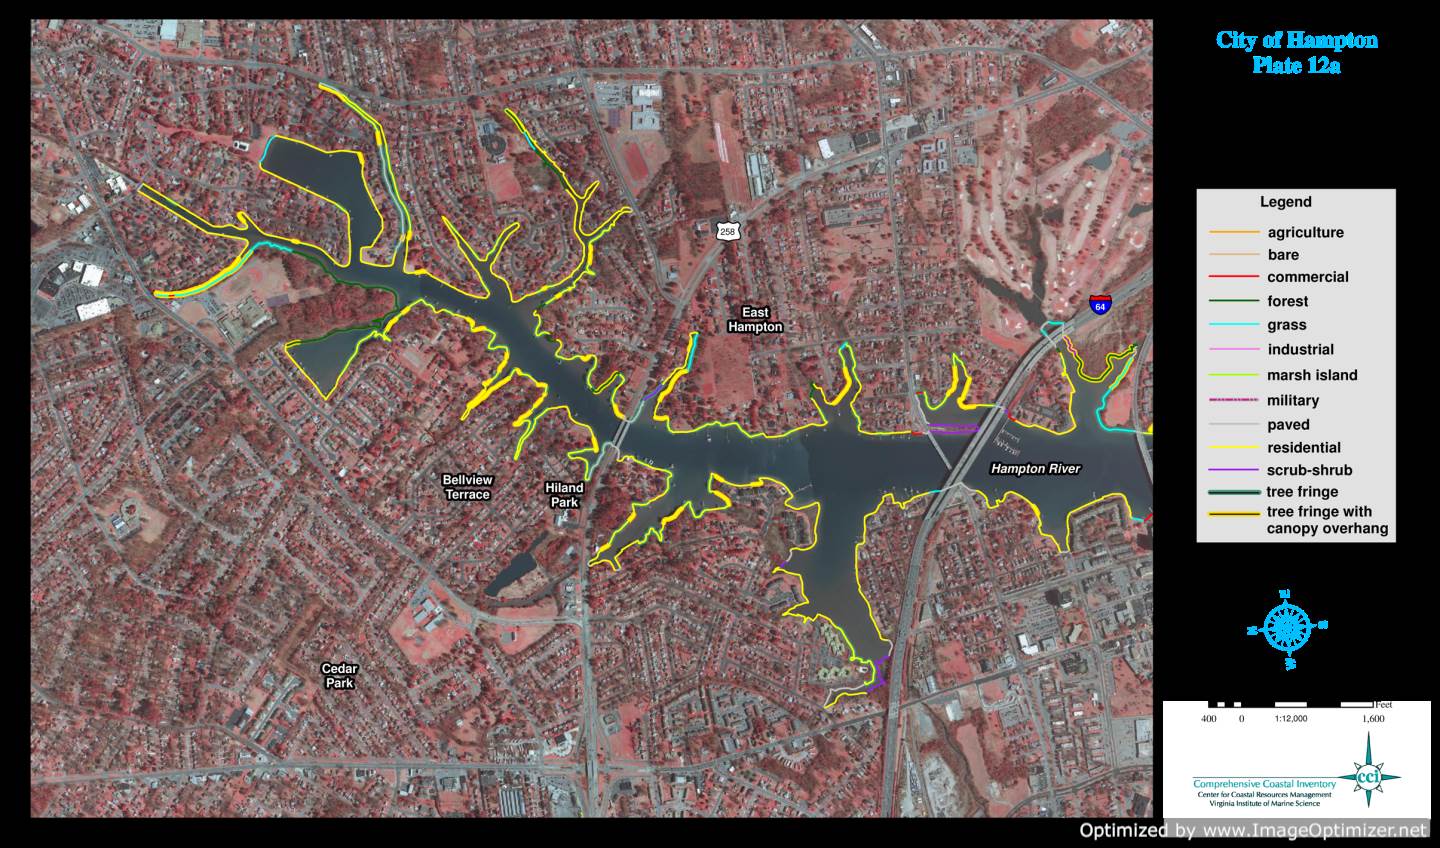 City of Hampton
Plate 12a
Legend
agriculture
bare
commercial
forest
grass
industrial
marsh island
military
paved
residential
scrub-shrub
tree fringe
tree fringe with
canopy overhang
258
64
East
Hampton
Hampton River
Bellview
Terrace
Hiland
Park
Cedar
Park
N
Feet
400 0 1:12,000 1,600
cci
Comprehensive Coastal Inventory
Center for Coastal Resources Management
Virginia Institute of Marine Science
Optimized by www.ImageOptimizer.net